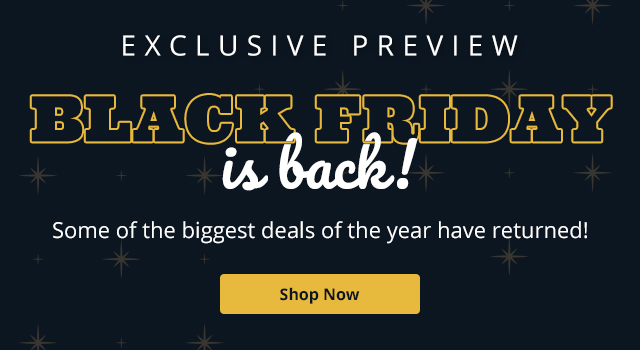 EXCLUSIVE PREVIEW
BLACK FRIDAY
is back!
Some of the biggest deals of the year have returned!
Shop Now